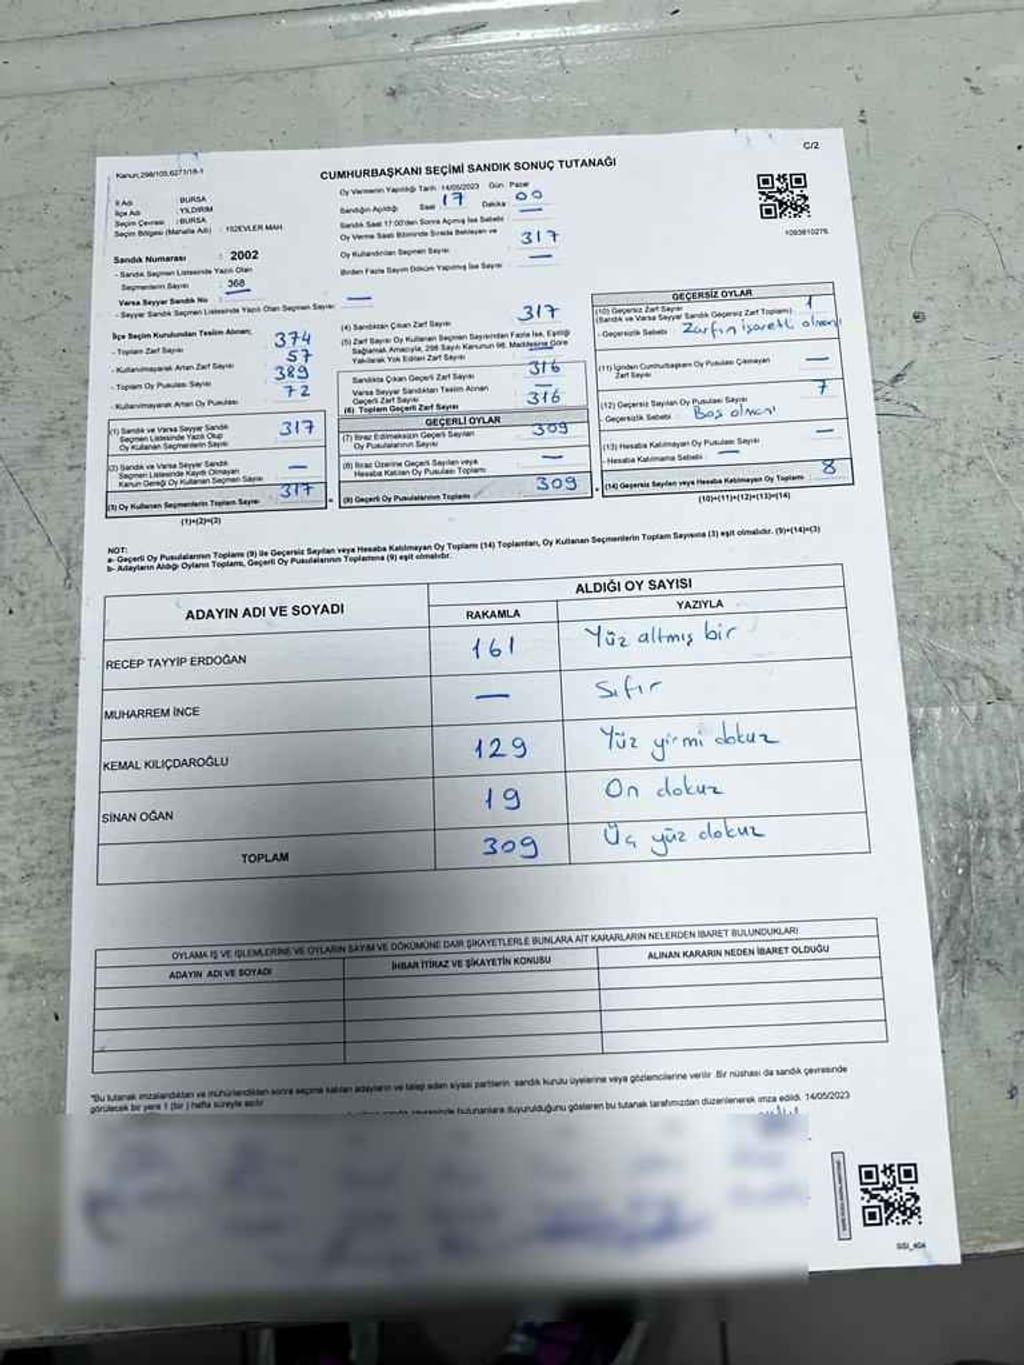 Kanun,298/105,6271/18-1
C/2
CUMHURBAŞKANI SEÇİMİ SANDIK SONUÇ TUTANAĞI
İl Adı : BURSA
İlçe Adı : YILDIRIM
Seçim Çevresi : BURSA
Seçim Bölgesi (Mahalle Adı) : 152EVLER MAH.
Oy Vermenin Yapıldığı Tarih : 14/05/2023 Gün : Pazar
Sandığın Açıldığı Saat 17 Dakika 00
Sandık Saat 17:00'den Sonra Açılmış İse Sebebi : —
Oy Verme Saati Bitiminde Sırada Bekleyen ve
Oy Kullandırılan Seçmen Sayısı 317
Birden Fazla Sayım Döküm Yapılmış İse Sayısı —
Sandık Numarası : 2002
- Sandık Seçmen Listesinde Yazılı Olan
Seçmenlerin Sayısı : 368
Varsa Seyyar Sandık No : —
- Seyyar Sandık Seçmen Listesinde Yazılı Olan Seçmen Sayısı: —
İlçe Seçim Kurulundan Teslim Alınan;
- Toplam Zarf Sayısı 374
- Kullanılmayarak Artan Zarf Sayısı 57
- Toplam Oy Pusulası Sayısı 389
- Kullanılmayarak Artan Oy Pusulası 72
(1) Sandık ve Varsa Seyyar Sandık
Seçmen Listesinde Yazılı Olup
Oy Kullanan Seçmenlerin Sayısı 317
(2) Sandık ve Varsa Seyyar Sandık
Seçmen Listesinde Kaydı Olmayan
Kanun Gereği Oy Kullanan Seçmen Sayısı —
(3) Oy Kullanan Seçmenlerin Toplam Sayısı 317
(1)+(2)=(3)
(4) Sandıktan Çıkan Zarf Sayısı 317
(5) Zarf Sayısı Oy Kullanan Seçmen Sayısından Fazla İse, Eşitliği
Sağlamak Amacıyla, 298 Sayılı Kanunun 98. Maddesine Göre
Yakılarak Yok Edilen Zarf Sayısı —
Sandıkta Çıkan Geçerli Zarf Sayısı 316
Varsa Seyyar Sandıktan Teslim Alınan
Geçerli Zarf Sayısı —
(6) Toplam Geçerli Zarf Sayısı 316
GEÇERLİ OYLAR
(7) İtiraz Edilmeksizin Geçerli Sayılan
Oy Pusulalarının Sayısı 309
(8) İtiraz Üzerine Geçerli Sayılan veya
Hesaba Katılan Oy Pusulası Toplamı —
(9) Geçerli Oy Pusulalarının Toplamı 309
1093810276
GEÇERSİZ OYLAR
(10) Geçersiz Zarf Sayısı 1
(Sandık ve Varsa Seyyar Sandık Geçersiz Zarf Toplamı)
- Geçersizlik Sebebi : Zarfın işaretli olması
(11) İçinden Cumhurbaşkanı Oy Pusulası Çıkmayan
Zarf Sayısı —
(12) Geçersiz Sayılan Oy Pusulası Sayısı 7
- Geçersizlik Sebebi : Boş olması
(13) Hesaba Katılmayan Oy Pusulası Sayısı —
- Hesaba Katılmama Sebebi : —
(14) Geçersiz Sayılan veya Hesaba Katılmayan Oy Toplamı 8
(10)+(11)+(12)+(13)=(14)
NOT:
a- Geçerli Oy Pusulalarının Toplamı (9) ile Geçersiz Sayılan veya Hesaba Katılmayan Oy Toplamı (14) Toplamları, Oy Kullanan Seçmenlerin Toplam Sayısına (3) eşit olmalıdır. (9)+(14)=(3)
b- Adayların Aldığı Oyların Toplamı, Geçerli Oy Pusulalarının Toplamına (9) eşit olmalıdır.
ADAYIN ADI VE SOYADI
ALDIĞI OY SAYISI
RAKAMLA YAZIYLA
RECEP TAYYİP ERDOĞAN 161 Yüz altmış bir
MUHARREM İNCE — Sıfır
KEMAL KILIÇDAROĞLU 129 Yüz yirmi dokuz
SİNAN OĞAN 19 On dokuz
TOPLAM 309 Üç yüz dokuz
OYLAMA İŞ VE İŞLEMLERİNE VE OYLARIN SAYIM VE DÖKÜMÜNE DAİR ŞİKAYETLERLE BUNLARA AİT KARARLARIN NELERDEN İBARET BULUNDUKLARI
ADAYIN ADI VE SOYADI İHBAR İTİRAZ VE ŞİKAYETİN KONUSU ALINAN KARARIN NEDEN İBARET OLDUĞU
"Bu tutanak imzalandıktan ve mühürlendikten sonra seçime katılan adayların ve talep eden siyasi partilerin sandık kurulu üyelerine veya gözlemcilerine verilir. Bir nüshası da sandık çevresinde
görülecek bir yere 1 (bir) hafta süreyle asılır.
bulunanlara duyurulduğunu gösteren bu tutanak tarafımızdan düzenlenerek imza edildi. 14/05/2023